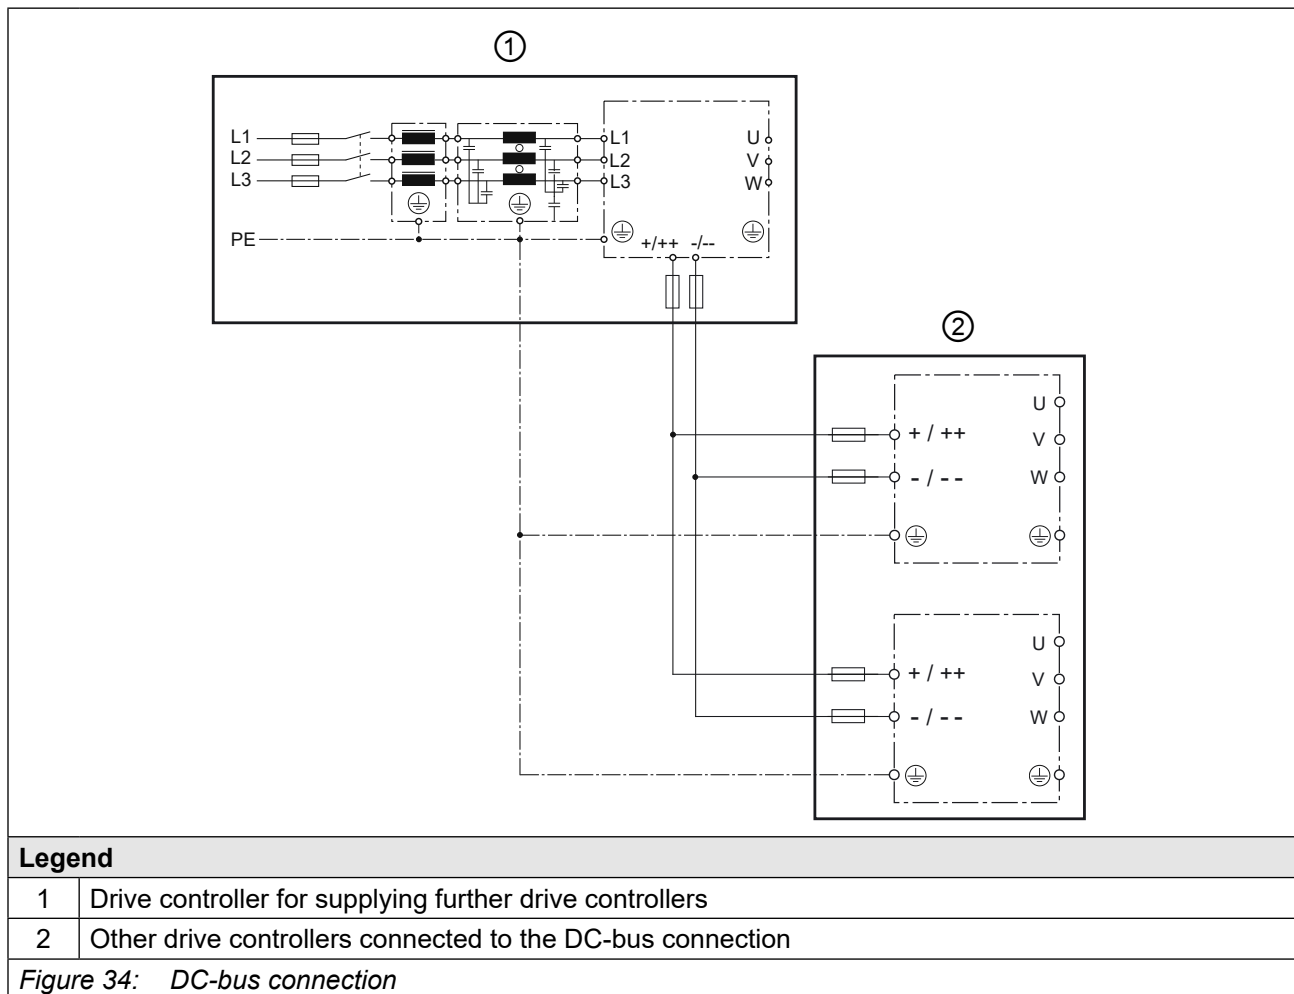 ①
L1
L2
L3
PE
L1
L2
L3
U
V
W
+/++ -/--
②
+ / ++
- / - -
U
V
W
+ / ++
- / - -
U
V
W
Legend
1 Drive controller for supplying further drive controllers
2 Other drive controllers connected to the DC-bus connection
Figure 34: DC-bus connection